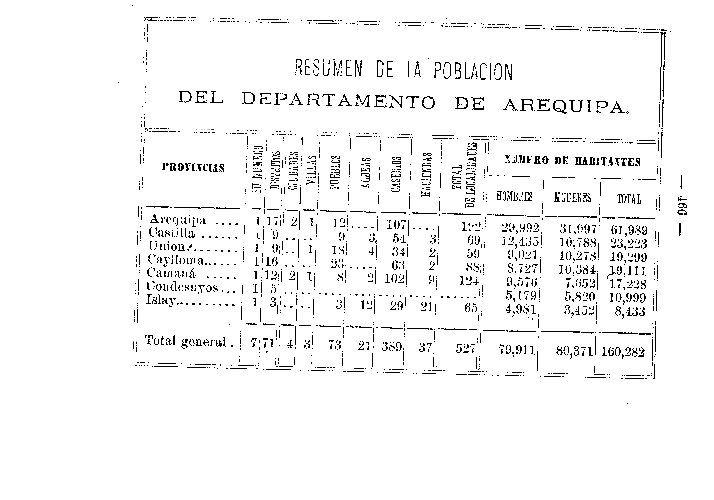 RESUMEN DE LA POBLACION
DEL DEPARTAMENTO DE AREQUIPA.
PROVINCIAS SU NUMERO DISTRITOS CIUDADES VILLAS PUEBLOS ALDEAS CASERIOS HACIENDAS TOTAL DE LOCALIDADES NUMERO DE HABITANTES
HOMBRES MUGERES TOTAL
Arequipa .... 1 17 2 1 12 .... 107 .... 29,992 31,997 61,989
Castilla ...... 1 9 .... 9 3 54 3 69 12,435 10,788 23,223
Union ...... 1 9 .. 1 18 4 34 2 59 9,021 10,278 19,299
Caylloma..... 1 16 .... 23 .... 63 2 88 8,727 10,384 19,111
Camaná ..... 1 12 2 1 8 2 102 9 124 9,576 7,652 17,228
Condesuyos... 1 5 .... 5,179 5,820 10,999
Islay.......... 1 3 .... 3 12 29 21 65 4,981 3,452 8,433
Total general. 7 71 4 3 73 21 389 37 527 79,911 80,371 160,282
— 166 —